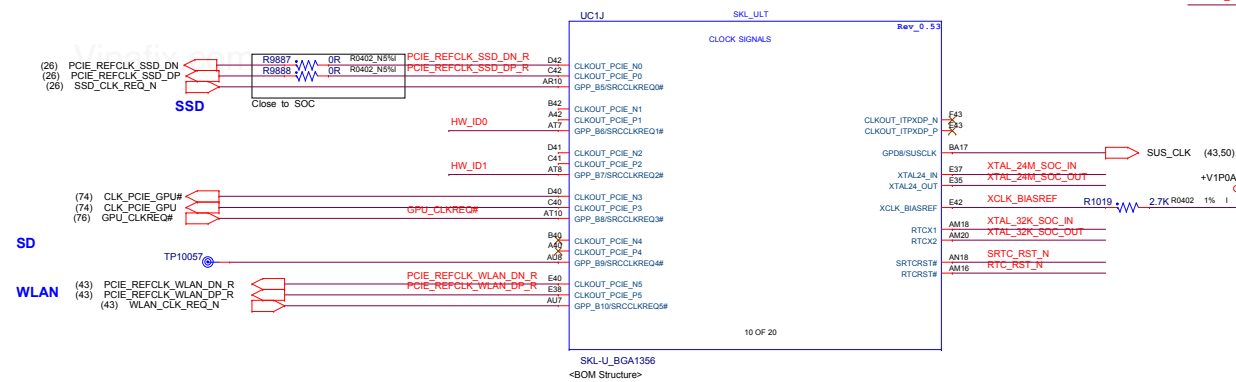 UC1J
SKL_ULT
Rev_0.53
CLOCK SIGNALS
Vinafix.com
(26) PCIE_REFCLK_SSD_DN R9887 0R R0402_N5%I PCIE_REFCLK_SSD_DN_R D42 CLKOUT_PCIE_N0
(26) PCIE_REFCLK_SSD_DP R9888 0R R0402_N5%I PCIE_REFCLK_SSD_DP_R C42 CLKOUT_PCIE_P0
(26) SSD_CLK_REQ_N AR10 GPP_B5/SRCCLKREQ0#
SSD
Close to SOC
B42 CLKOUT_PCIE_N1
A42 CLKOUT_PCIE_P1
HW_ID0 AT7 GPP_B6/SRCCLKREQ1#
CLKOUT_ITPXDP_N F43
CLKOUT_ITPXDP_P E43
D41 CLKOUT_PCIE_N2
C41 CLKOUT_PCIE_P2
HW_ID1 AT8 GPP_B7/SRCCLKREQ2#
GPD8/SUSCLK BA17 SUS_CLK (43,50)
XTAL24_IN E37 XTAL_24M_SOC_IN
XTAL24_OUT E35 XTAL_24M_SOC_OUT
+V1P0A
(74) CLK_PCIE_GPU# D40 CLKOUT_PCIE_N3
(74) CLK_PCIE_GPU C40 CLKOUT_PCIE_P3
(76) GPU_CLKREQ# GPU_CLKREQ# AT10 GPP_B8/SRCCLKREQ3#
XCLK_BIASREF E42 XCLK_BIASREF R1019 2.7K R0402 1% I
RTCX1 AM18 XTAL_32K_SOC_IN
RTCX2 AM20 XTAL_32K_SOC_OUT
SD
B40 CLKOUT_PCIE_N4
A40 CLKOUT_PCIE_P4
TP10057 AU8 GPP_B9/SRCCLKREQ4#
SRTCRST# AN18 SRTC_RST_N
RTCRST# AM16 RTC_RST_N
WLAN
(43) PCIE_REFCLK_WLAN_DN_R PCIE_REFCLK_WLAN_DN_R E40 CLKOUT_PCIE_N5
(43) PCIE_REFCLK_WLAN_DP_R PCIE_REFCLK_WLAN_DP_R E38 CLKOUT_PCIE_P5
(43) WLAN_CLK_REQ_N AU7 GPP_B10/SRCCLKREQ5#
10 OF 20
SKL-U_BGA1356
<BOM Structure>